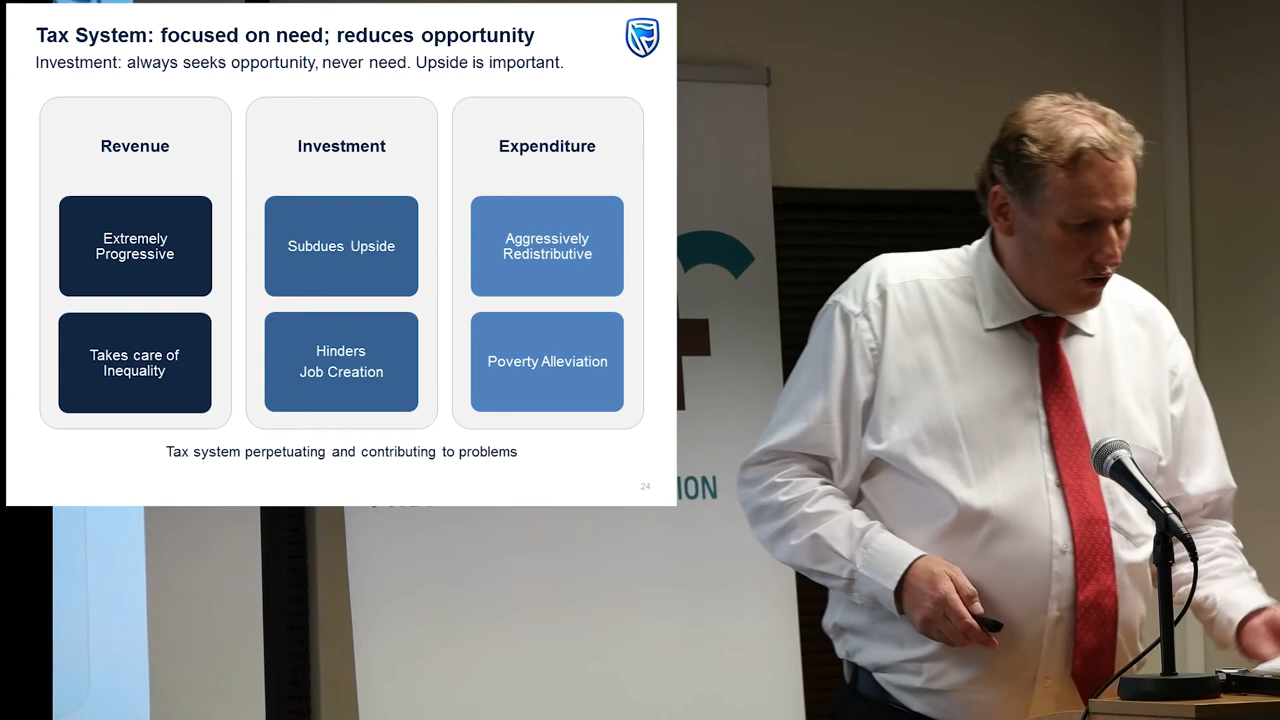 Tax System: focused on need; reduces opportunity
Investment: always seeks opportunity, never need. Upside is important.
Revenue
Extremely
Progressive
Takes care of
Inequality
Investment
Subdues Upside
Hinders
Job Creation
Expenditure
Aggressively
Redistributive
Poverty Alleviation
Tax system perpetuating and contributing to problems
24